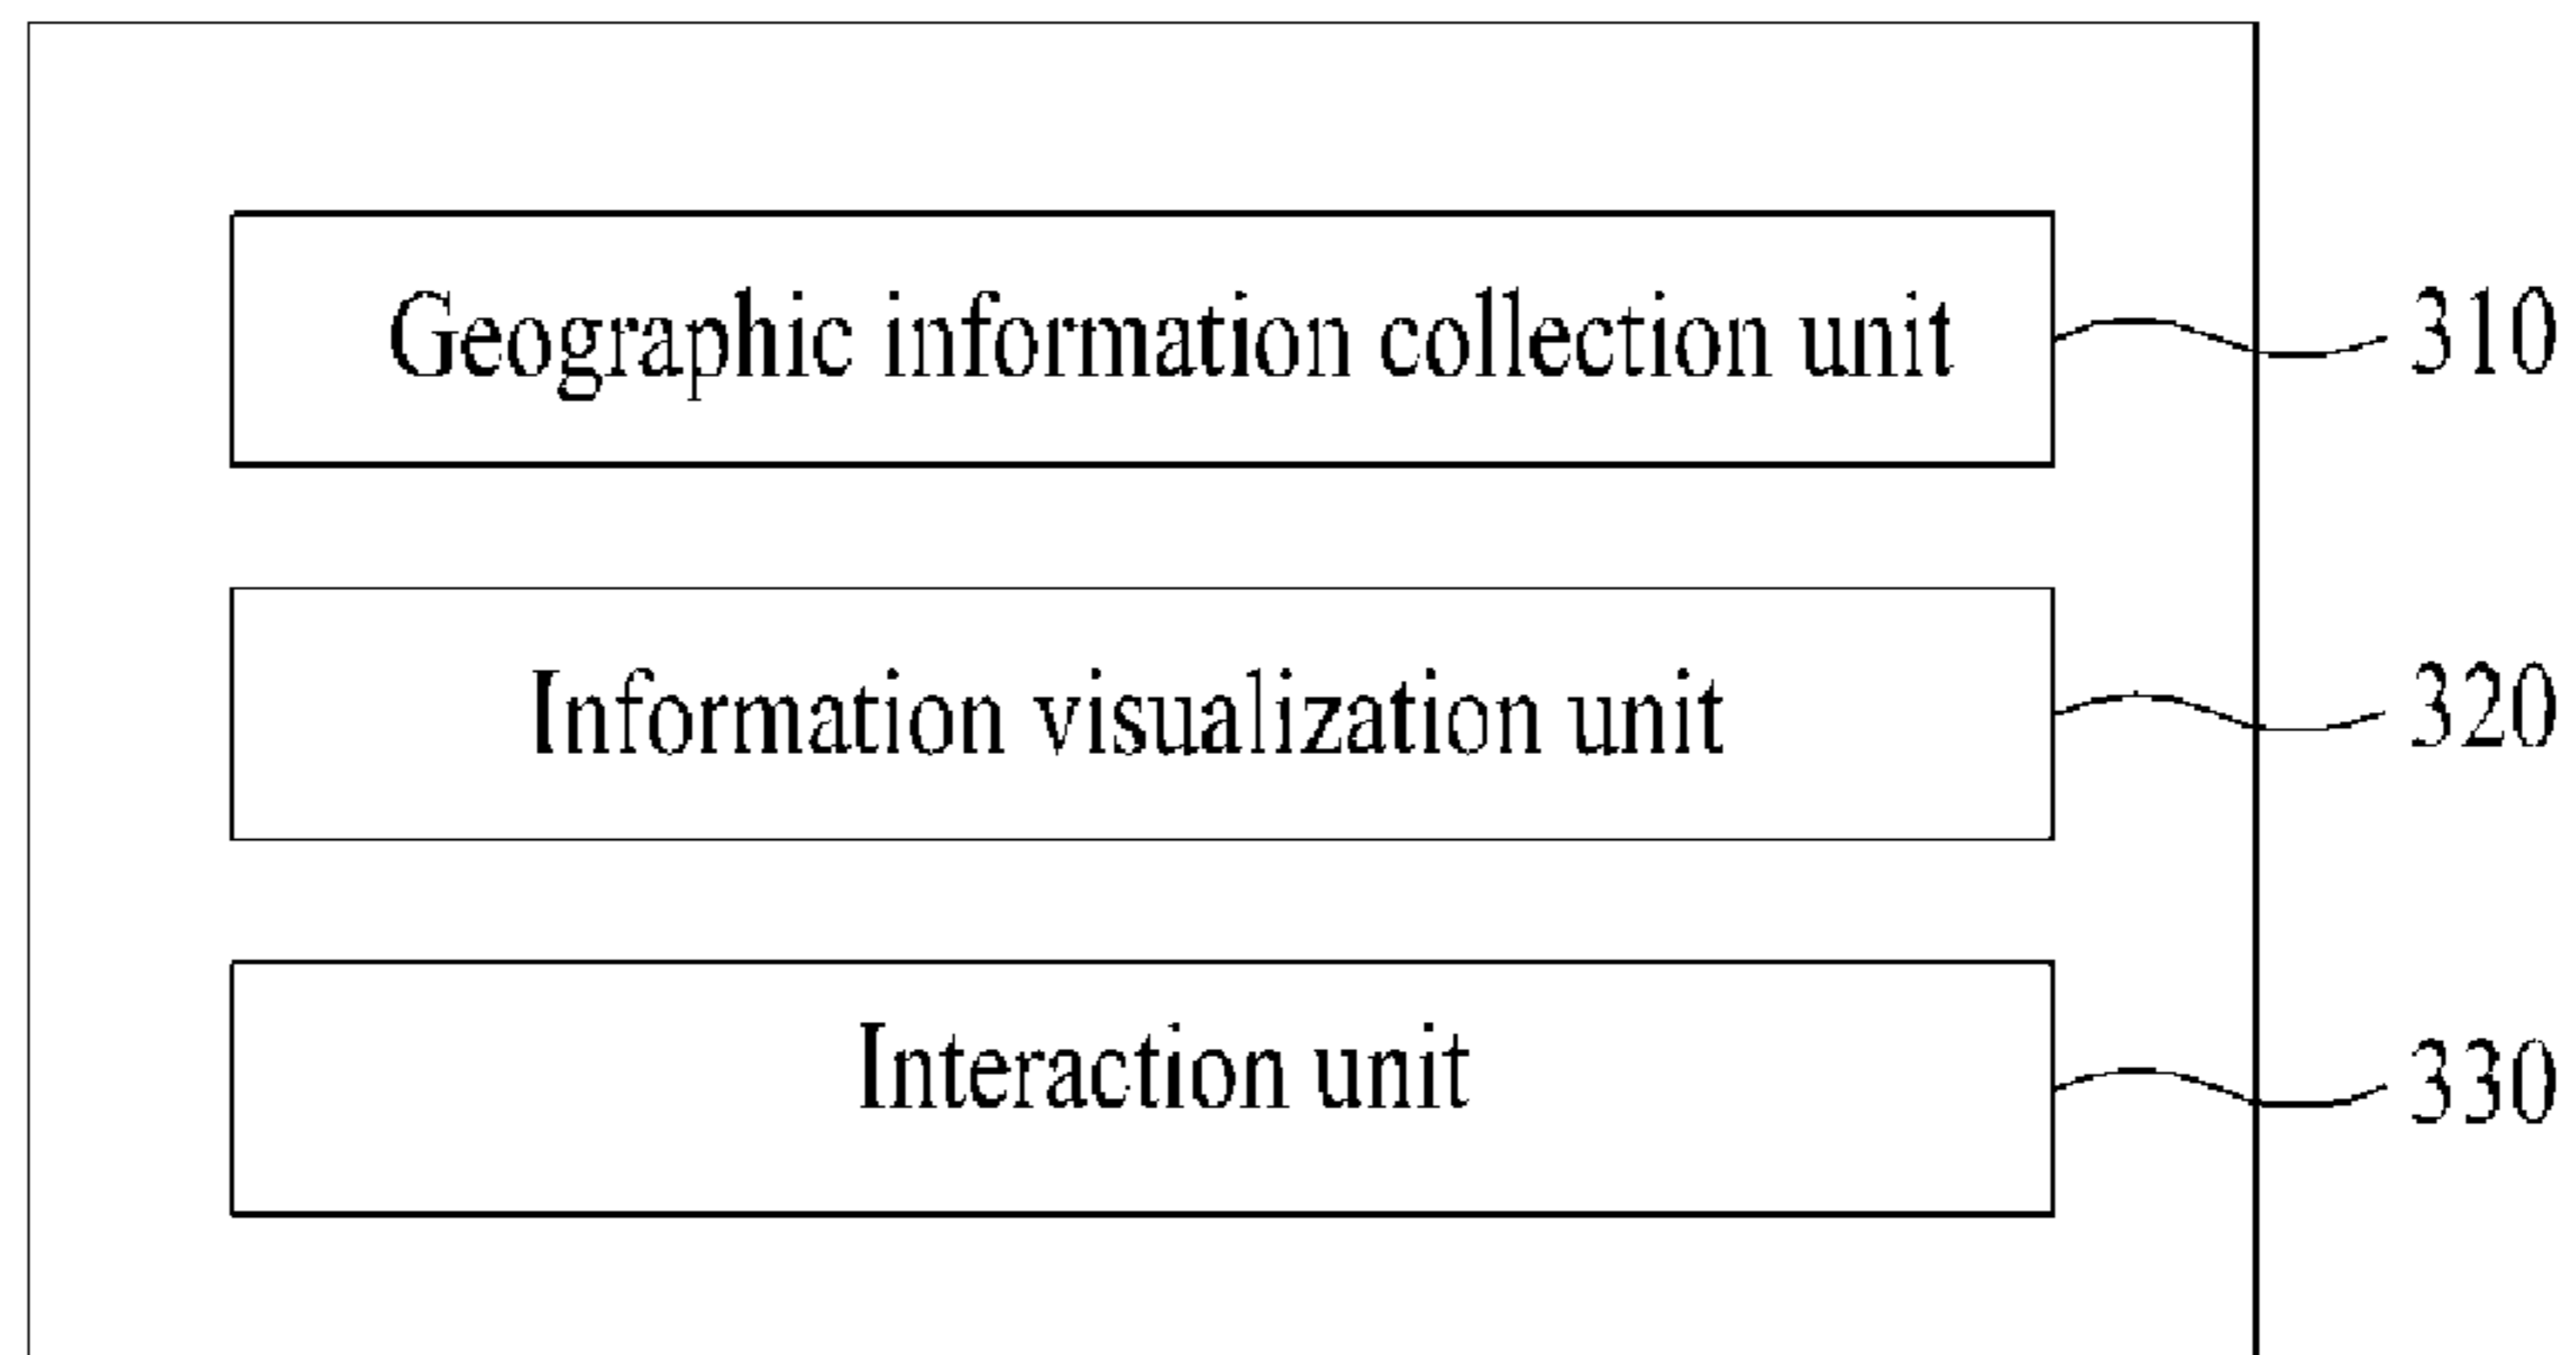 Geographic information collection unit 310
Information visualization unit 320
Interaction unit 330